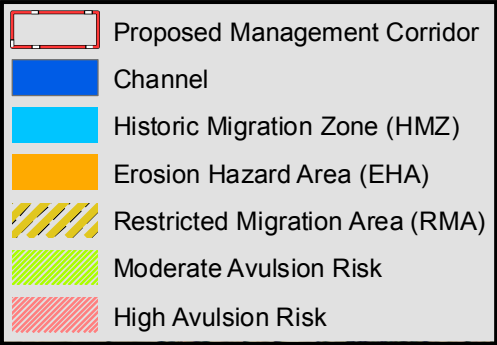 Proposed Management Corridor
Channel
Historic Migration Zone (HMZ)
Erosion Hazard Area (EHA)
Restricted Migration Area (RMA)
Moderate Avulsion Risk
High Avulsion Risk